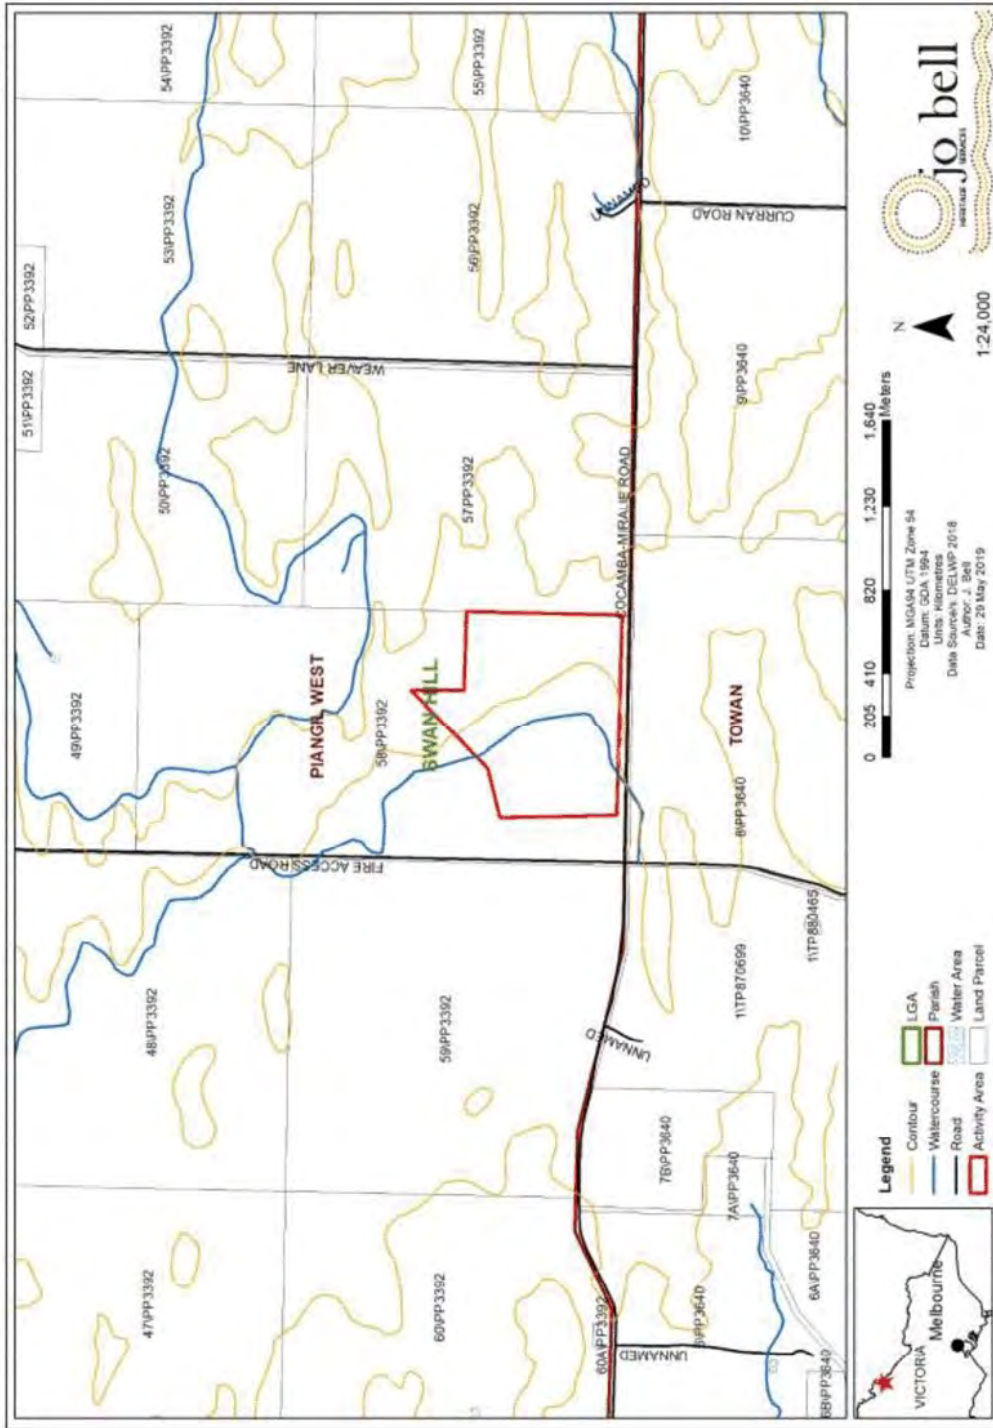 49\PP3392
50\PP3392
51\PP3392
52\PP3392
53\PP3392
54\PP3392
48\PP3392
47\PP3392
PIANGIL WEST
WEAVER LANE
FIRE ACCESS ROAD
58\PP3392
SWAN HILL
57\PP3392
56\PP3392
55\PP3392
59\PP3392
60\PP3392
60A\PP3392
COCAMBA-MIRALIE ROAD
UNNAMED
UNNAMED
UNNAMED
TOWAN
8\PP3640
9\PP3640
10\PP3640
CURRAN ROAD
7B\PP3640
7A\PP3640
6A\PP3640
6B\PP3640
1\TP870699
1\TP880465
VICTORIA
Melbourne
Legend
Contour
Watercourse
Road
Activity Area
LGA
Parish
Water Area
Land Parcel
0 205 410 820 1,230 1,640
Meters
Projection: MGA94 UTM Zone 54
Datum: GDA 1994
Units: Kilometres
Data Source/s: DELWP 2018
Author: J. Bell
Date: 29 May 2019
N
1:24,000
jo bell
HERITAGE SERVICES